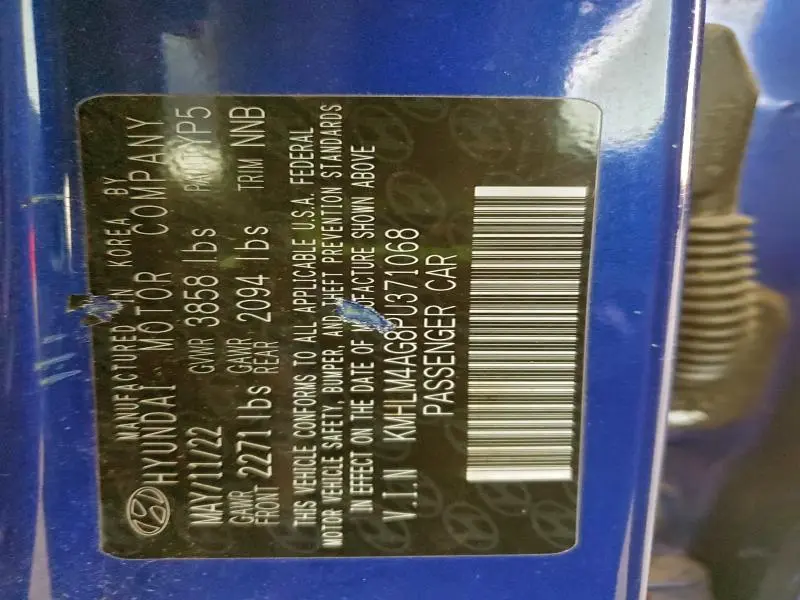 MANUFACTURED IN KOREA BY
HYUNDAI MOTOR COMPANY
MAY/11/22 GVWR 3858 lbs PAINT YP5
GAWR FRONT 2271 lbs GAWR REAR 2094 lbs TRIM NNB
THIS VEHICLE CONFORMS TO ALL APPLICABLE U.S.A. FEDERAL
MOTOR VEHICLE SAFETY, BUMPER, AND THEFT PREVENTION STANDARDS
IN EFFECT ON THE DATE OF MANUFACTURE SHOWN ABOVE
V.I.N KMHLM4AG8PU371068
PASSENGER CAR